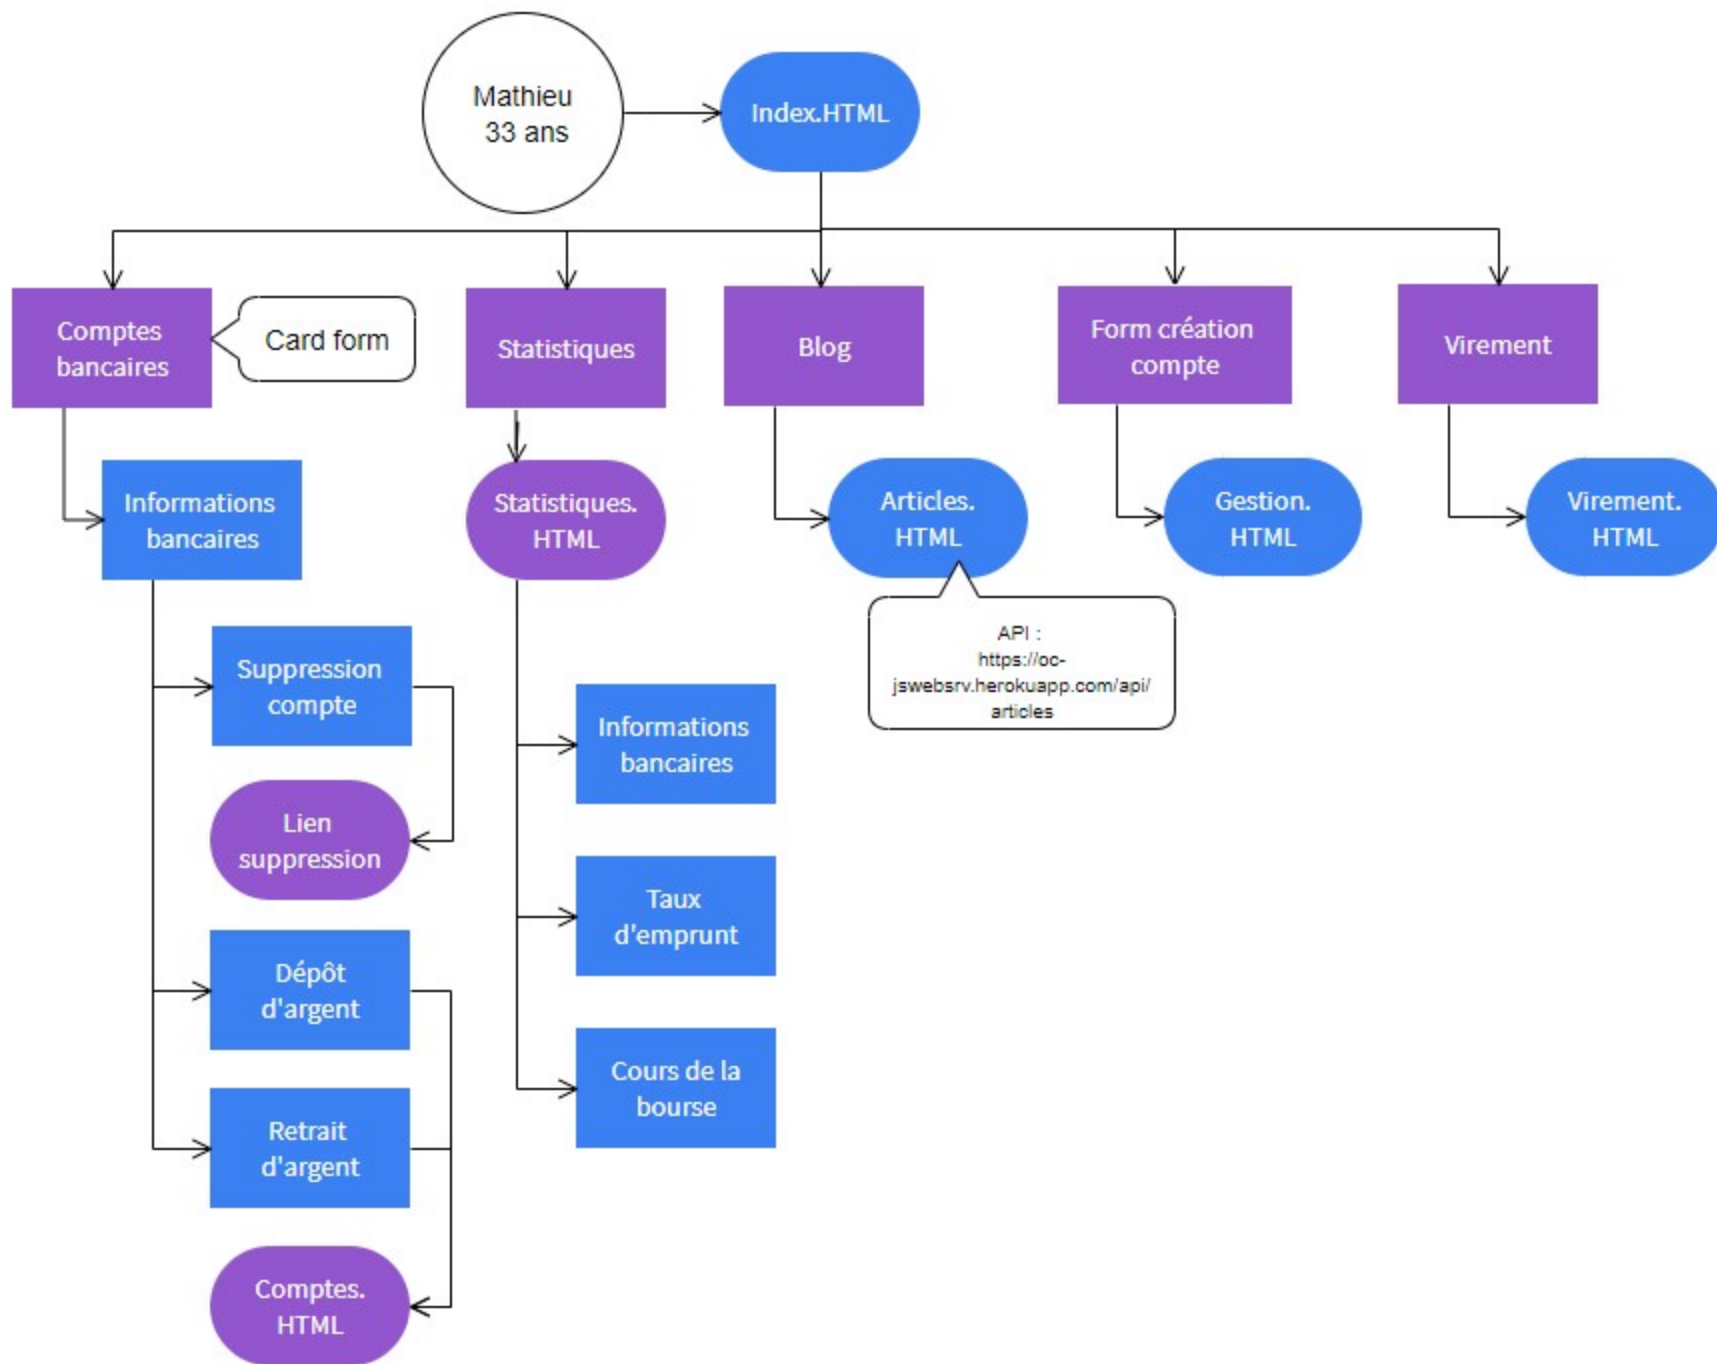 Mathieu
33 ans
Index.HTML
Comptes
bancaires
Card form
Statistiques
Blog
Form création
compte
Virement
Informations
bancaires
Statistiques.
HTML
Articles.
HTML
Gestion.
HTML
Virement.
HTML
API :
https://oc-
jswebsrv.herokuapp.com/api/
articles
Suppression
compte
Lien
suppression
Dépôt
d'argent
Retrait
d'argent
Comptes.
HTML
Informations
bancaires
Taux
d'emprunt
Cours de la
bourse